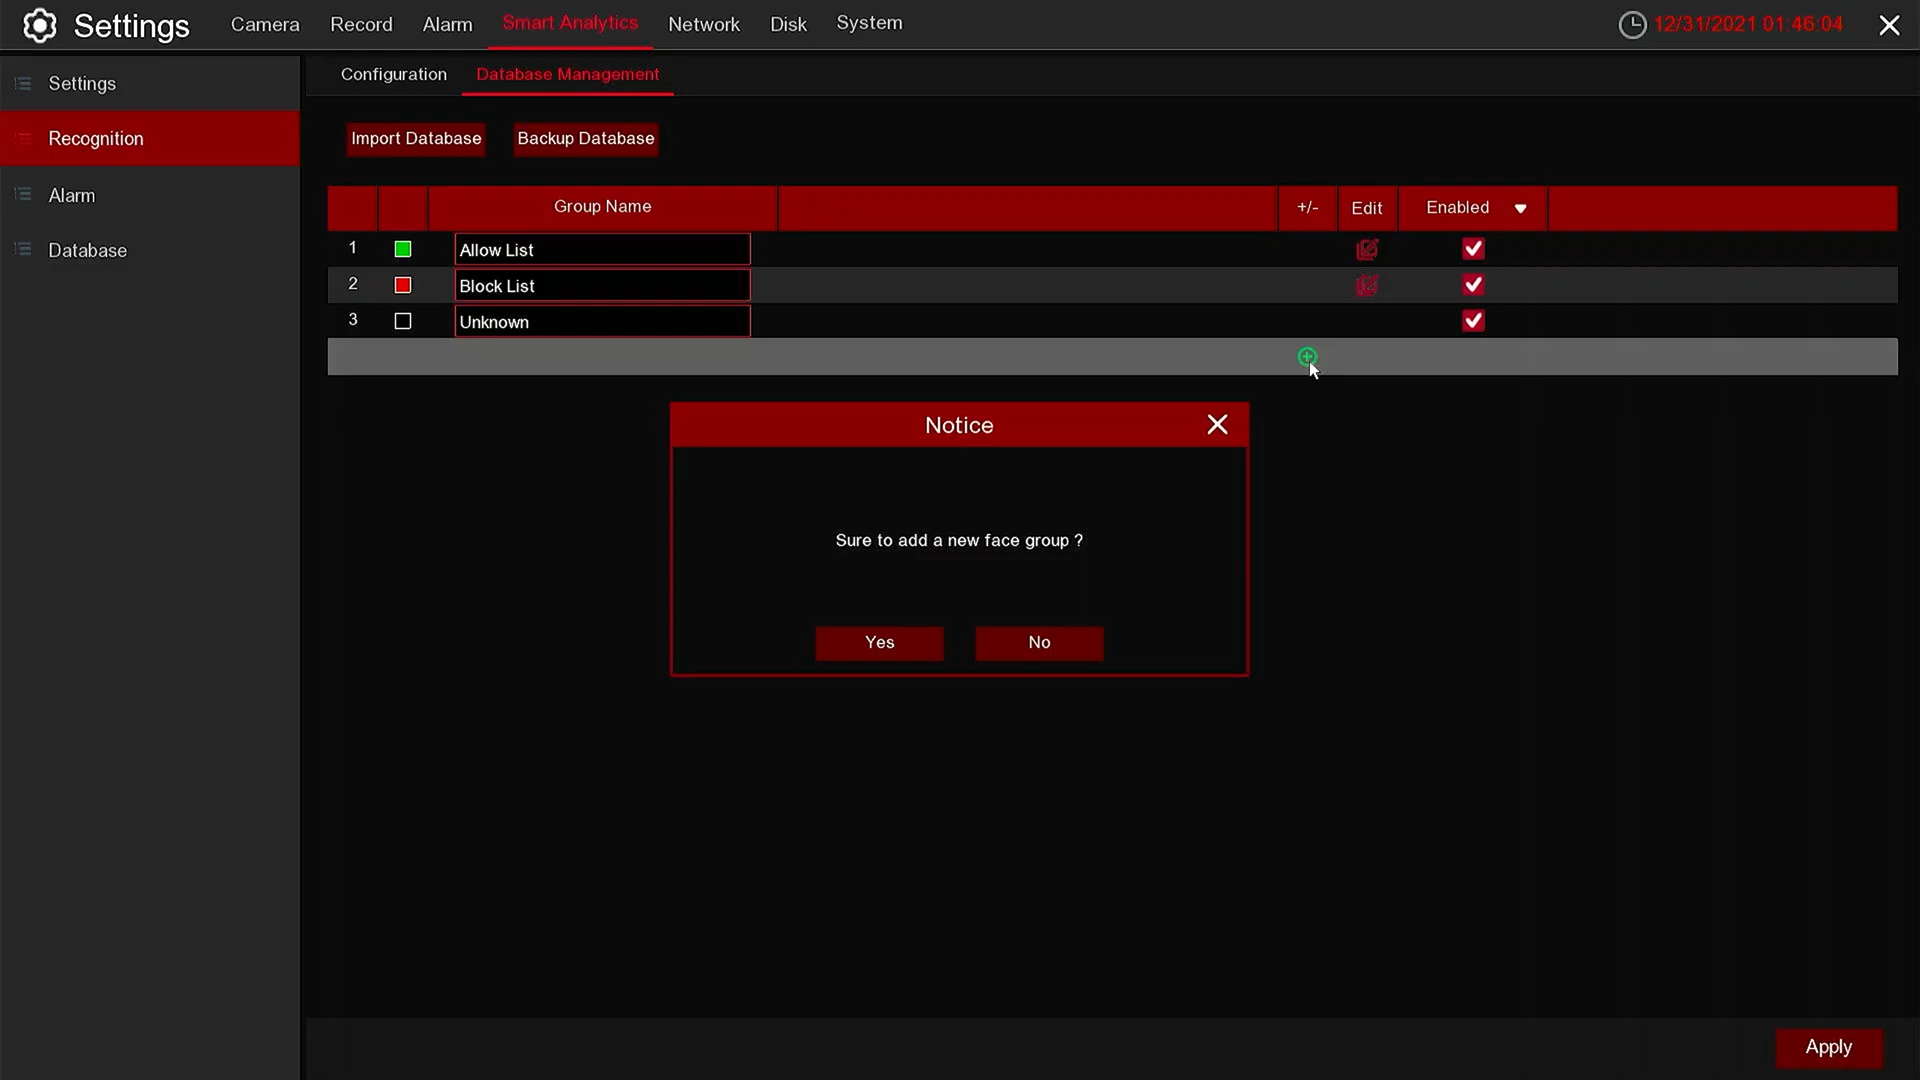 Settings Camera Record Alarm Smart Analytics Network Disk System 12/31/2021 01:46:04
Settings
Recognition
Alarm
Database
Configuration Database Management
Import Database Backup Database
Group Name +/- Edit Enabled
1 Allow List
2 Block List
3 Unknown
Notice
Sure to add a new face group ?
Yes No
Apply